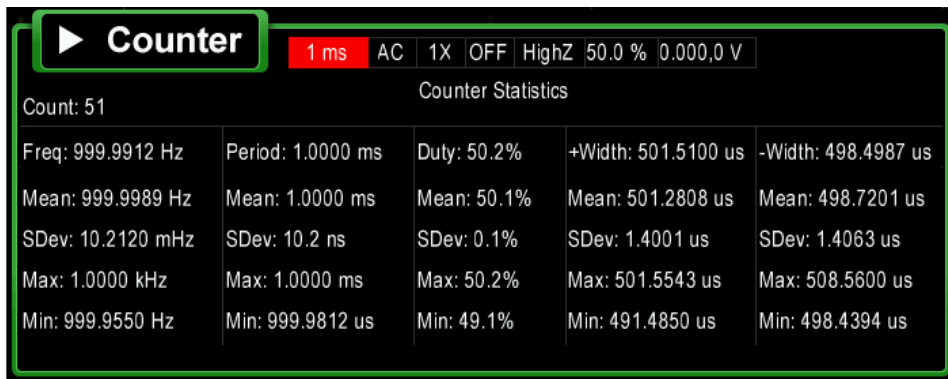 Counter
1 ms AC 1X OFF HighZ 50.0 % 0.000,0 V
Counter Statistics
Count: 51
Freq: 999.9912 Hz Period: 1.0000 ms Duty: 50.2% +Width: 501.5100 us -Width: 498.4987 us
Mean: 999.9989 Hz Mean: 1.0000 ms Mean: 50.1% Mean: 501.2808 us Mean: 498.7201 us
SDev: 10.2120 mHz SDev: 10.2 ns SDev: 0.1% SDev: 1.4001 us SDev: 1.4063 us
Max: 1.0000 kHz Max: 1.0000 ms Max: 50.2% Max: 501.5543 us Max: 508.5600 us
Min: 999.9550 Hz Min: 999.9812 us Min: 49.1% Min: 491.4850 us Min: 498.4394 us